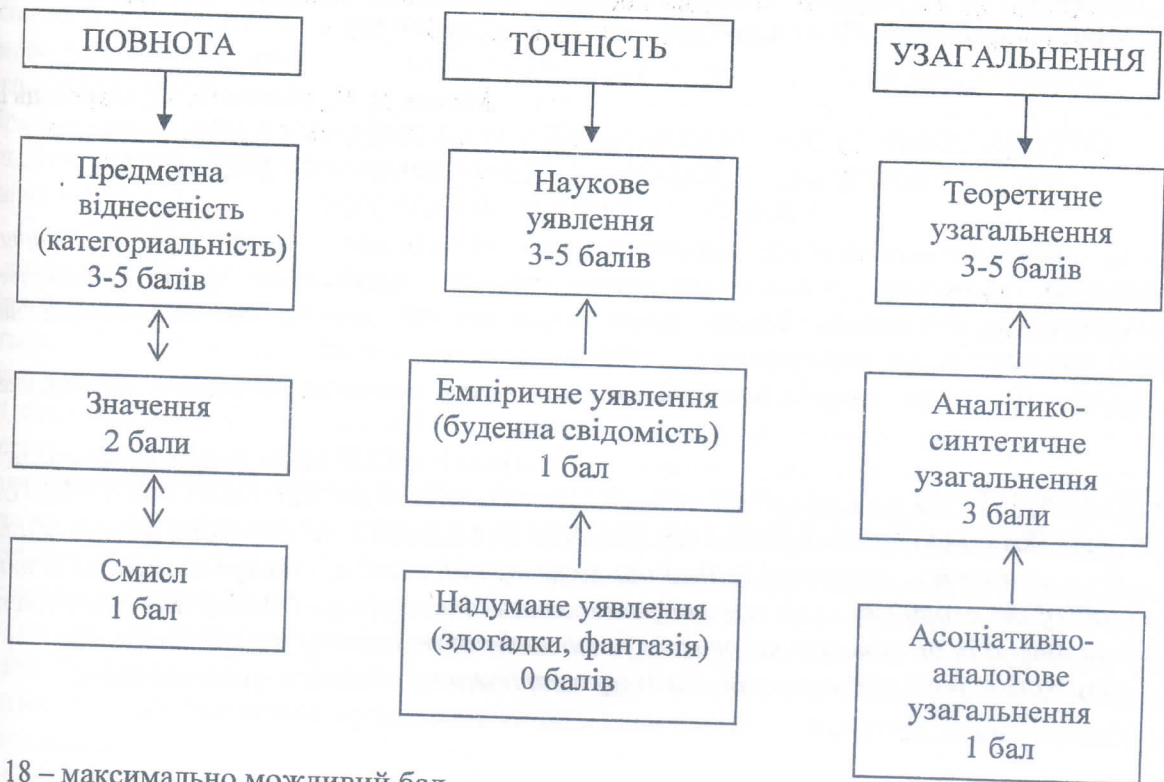 ПОВНОТА
Предметна
віднесеність
(категориальність)
3-5 балів
Значення
2 бали
Смисл
1 бал
ТОЧНІСТЬ
Наукове
уявлення
3-5 балів
Емпіричне уявлення
(буденна свідомість)
1 бал
Надумане уявлення
(здогадки, фантазія)
0 балів
УЗАГАЛЬНЕННЯ
Теоретичне
узагальнення
3-5 балів
Аналітико-
синтетичне
узагальнення
3 бали
Асоціативно-
аналогове
узагальнення
1 бал
18 – максимально можливий бал